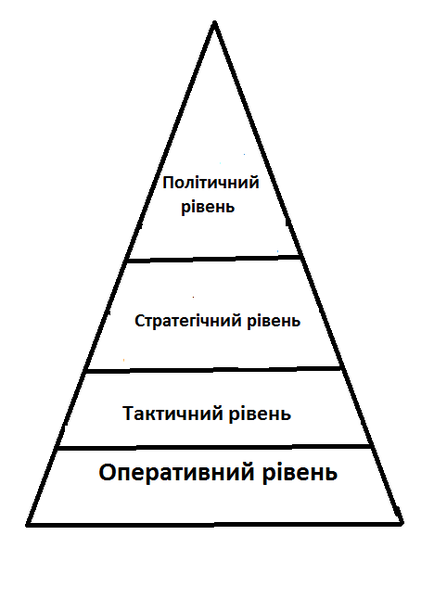 Політичний
рівень
Стратегічний рівень
Тактичний рівень
Оперативний рівень